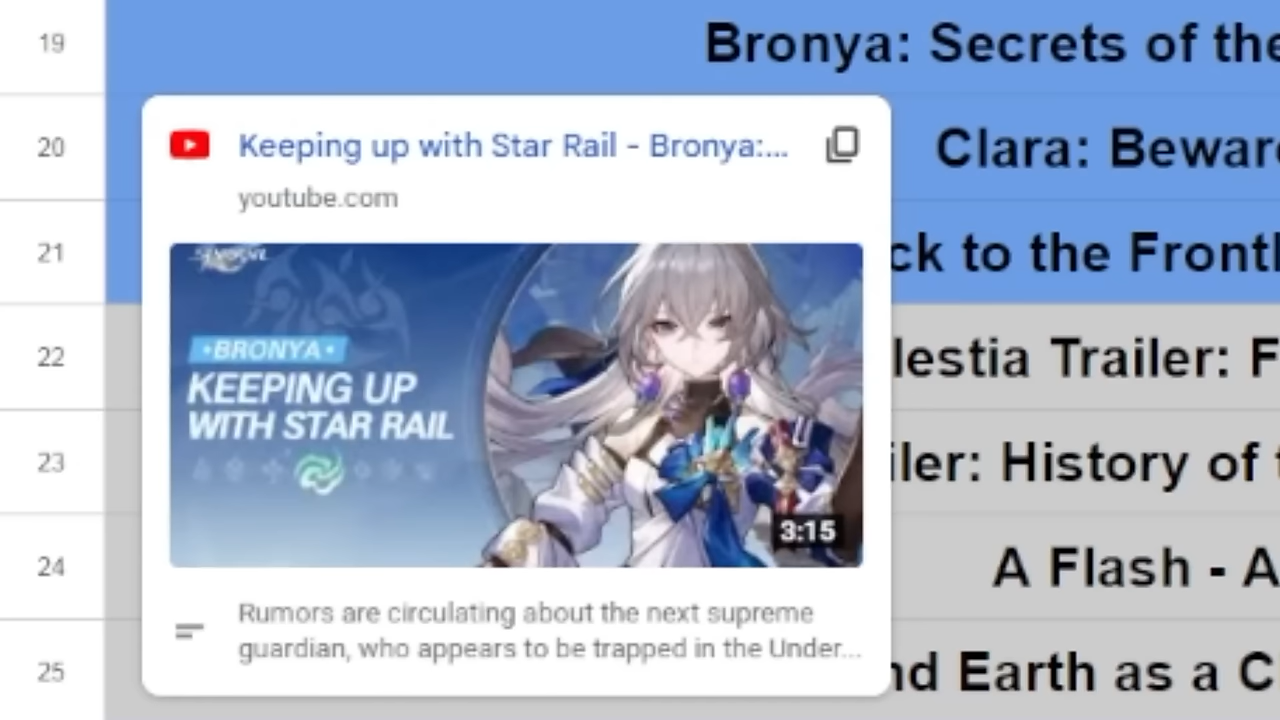 19
Bronya: Secrets of the
20
Clara: Beware
21
ck to the Frontl
22
lestia Trailer: F
23
iler: History of t
24
A Flash - A
25
nd Earth as a Cl
Keeping up with Star Rail - Bronya:...
youtube.com
•BRONYA•
KEEPING UP
WITH STAR RAIL
3:15
Rumors are circulating about the next supreme
guardian, who appears to be trapped in the Under...